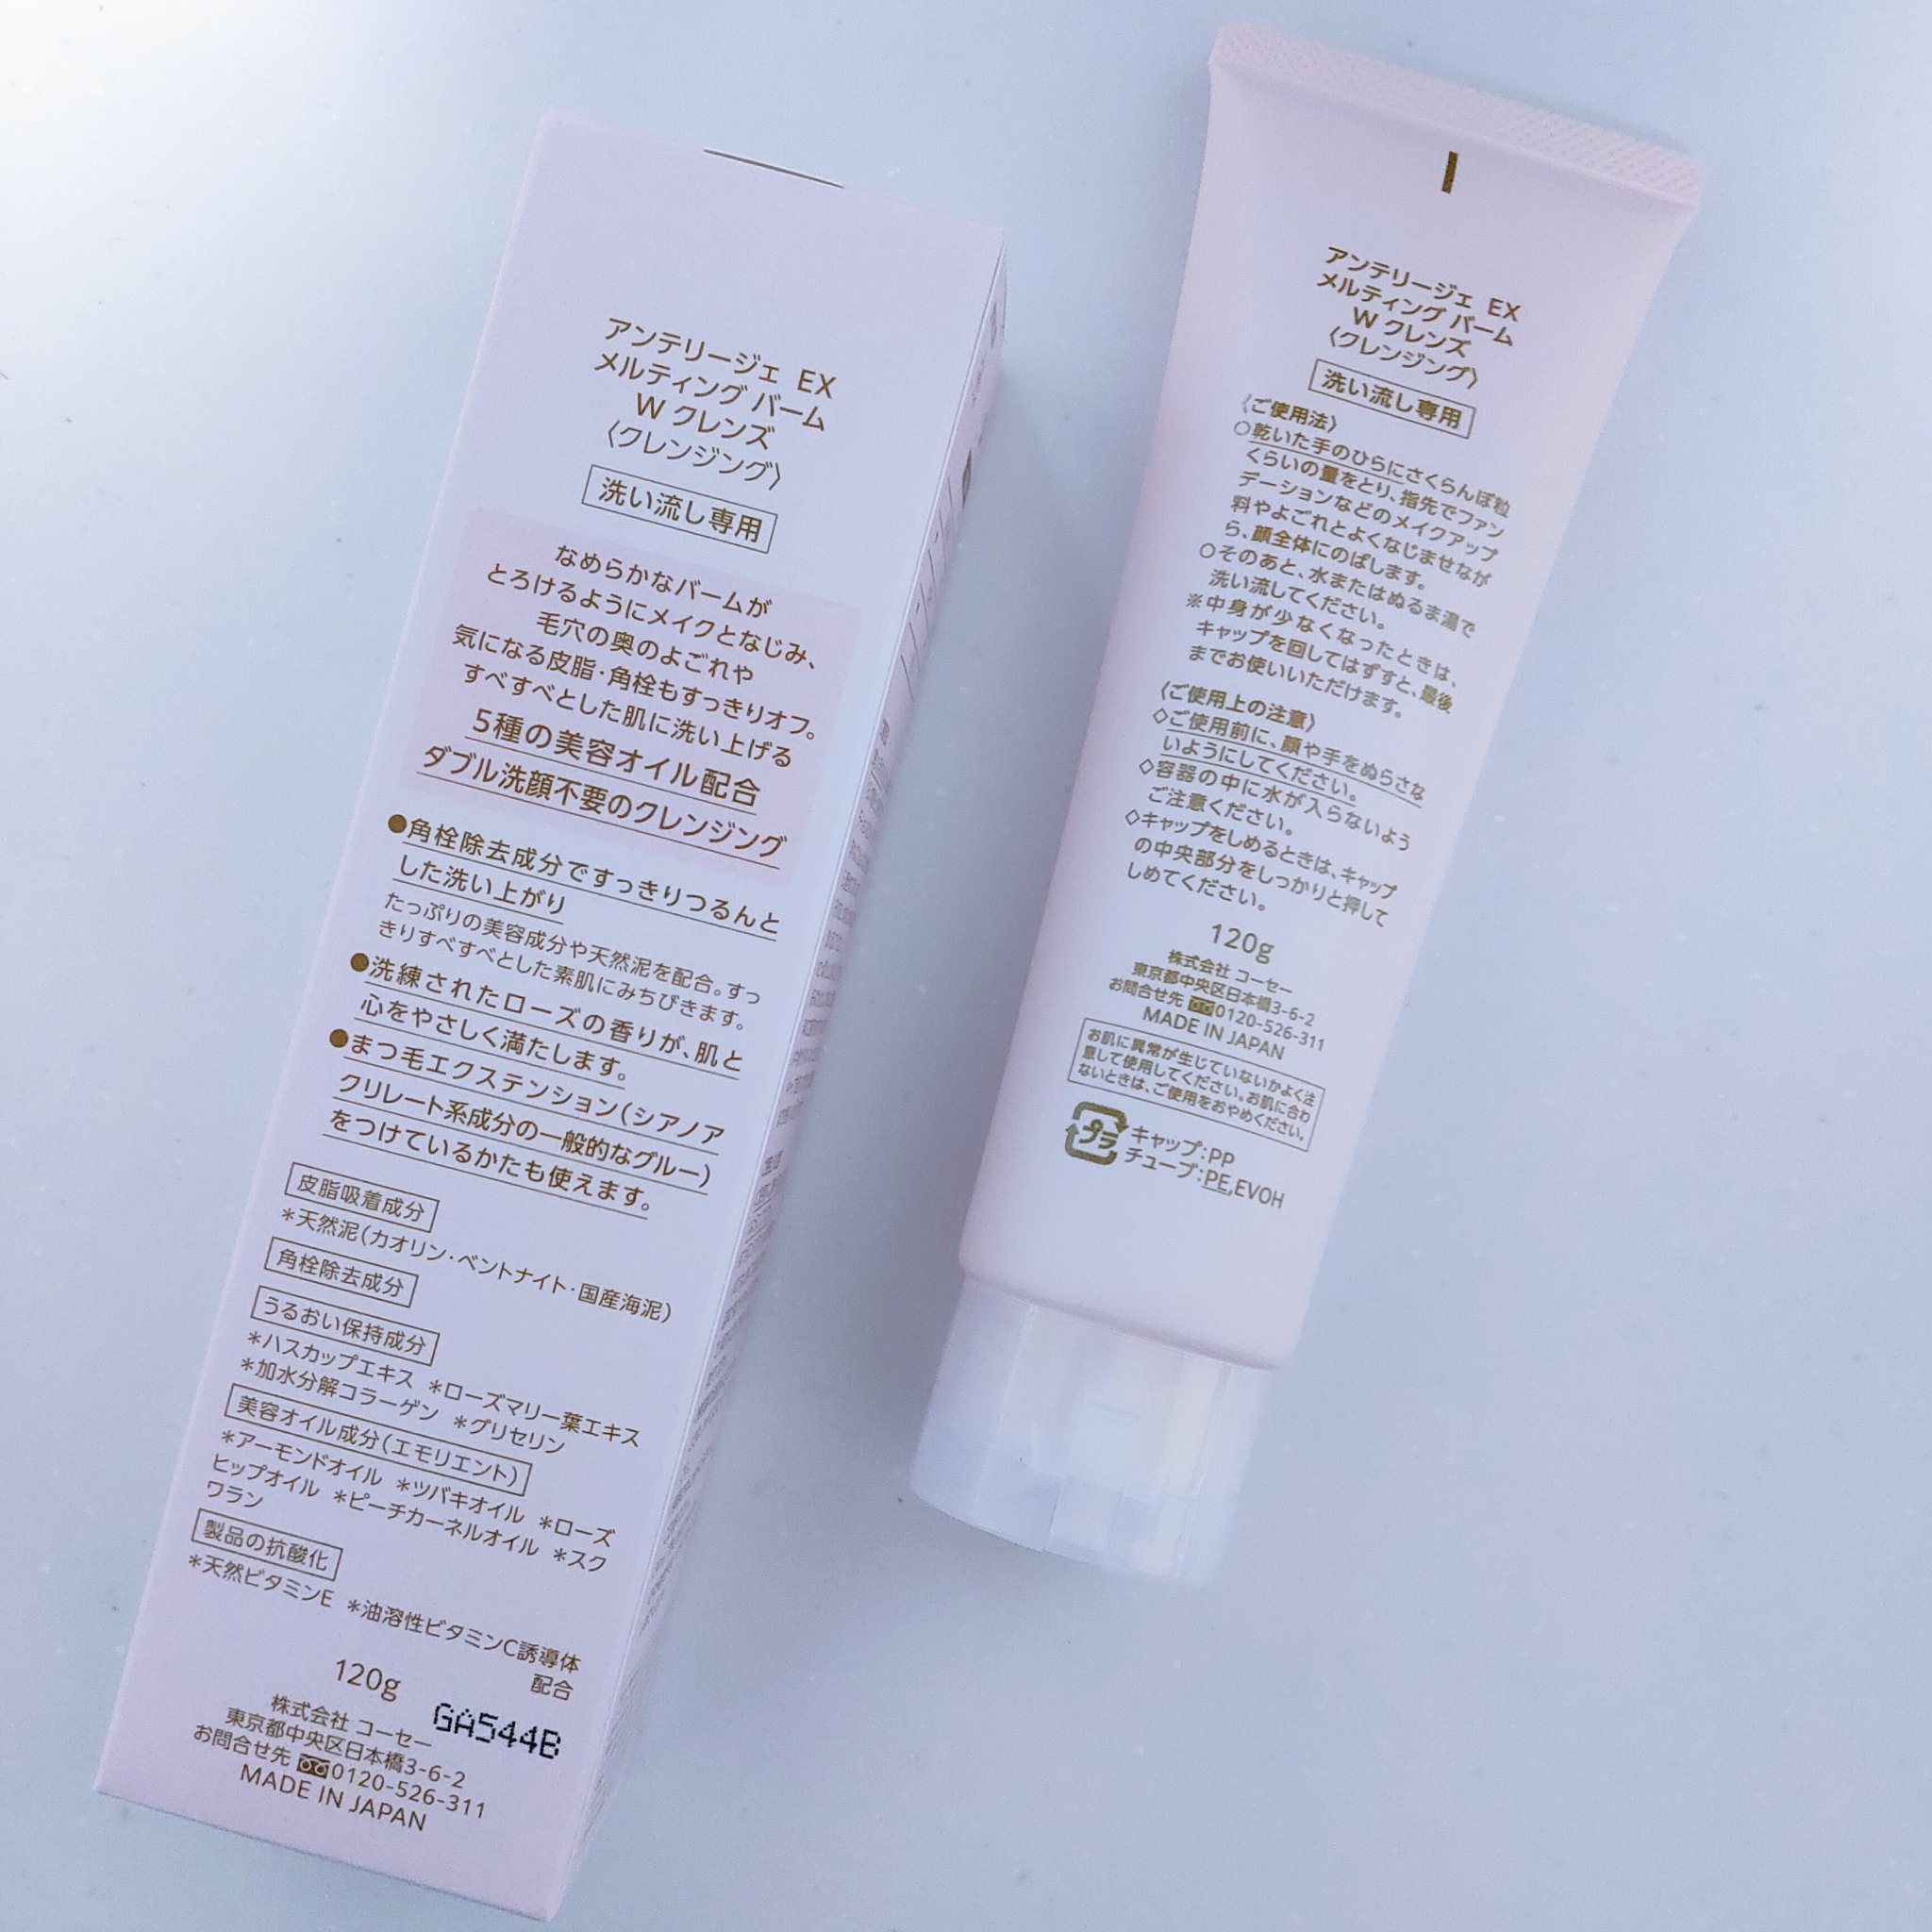 アンテリージェ EX
メルティング バーム
W クレンズ
〈クレンジング〉
洗い流し専用
なめらかなバームが
とろけるようにメイクとなじみ、
毛穴の奥のよごれや
気になる皮脂・角栓もすっきりオフ。
すべすべとした肌に洗い上げる
5種の美容オイル配合
ダブル洗顔不要のクレンジング
●角栓除去成分ですっきりつるんと
した洗い上がり
たっぷりの美容成分や天然泥を配合。すっ
きりすべすべとした素肌にみちびきます。
●洗練されたローズの香りが、肌と
心をやさしく満たします。
●まつ毛エクステンション(シアノア
クリレート系成分の一般的なグルー)
をつけているかたも使えます。
皮脂吸着成分
*天然泥(カオリン・ベントナイト・国産海泥)
角栓除去成分
うるおい保持成分
*ハスカップエキス *ローズマリー葉エキス
*加水分解コラーゲン *グリセリン
美容オイル成分(エモリエント)
*アーモンドオイル *ツバキオイル *ローズ
ヒップオイル *ピーチカーネルオイル *スク
ワラン
製品の抗酸化
*天然ビタミンE *油溶性ビタミンC誘導体
配合
120g
GA544B
株式会社 コーセー
東京都中央区日本橋3-6-2
お問合せ先 0120-526-311
MADE IN JAPAN
アンテリージェ EX
メルティング バーム
W クレンズ
〈クレンジング〉
洗い流し専用
〈ご使用法〉
○乾いた手のひらにさくらんぼ粒
くらいの量をとり、指先でファン
デーションなどのメイクアップ
料やよごれとよくなじませなが
ら、顔全体にのばします。
○そのあと、水またはぬるま湯で
洗い流してください。
※中身が少なくなったときは、
キャップを回してはずすと、最後
までお使いいただけます。
〈ご使用上の注意〉
◇ご使用前に、顔や手をぬらさな
いようにしてください。
◇容器の中に水が入らないよう
ご注意ください。
◇キャップをしめるときは、キャップ
の中央部分をしっかりと押して
しめてください。
120g
株式会社 コーセー
東京都中央区日本橋3-6-2
お問合せ先 0120-526-311
MADE IN JAPAN
お肌に異常が生じていないかよく注
意して使用してください。お肌に合わ
ないときは、ご使用をおやめください。
プラ
キャップ:PP
チューブ:PE,EVOH